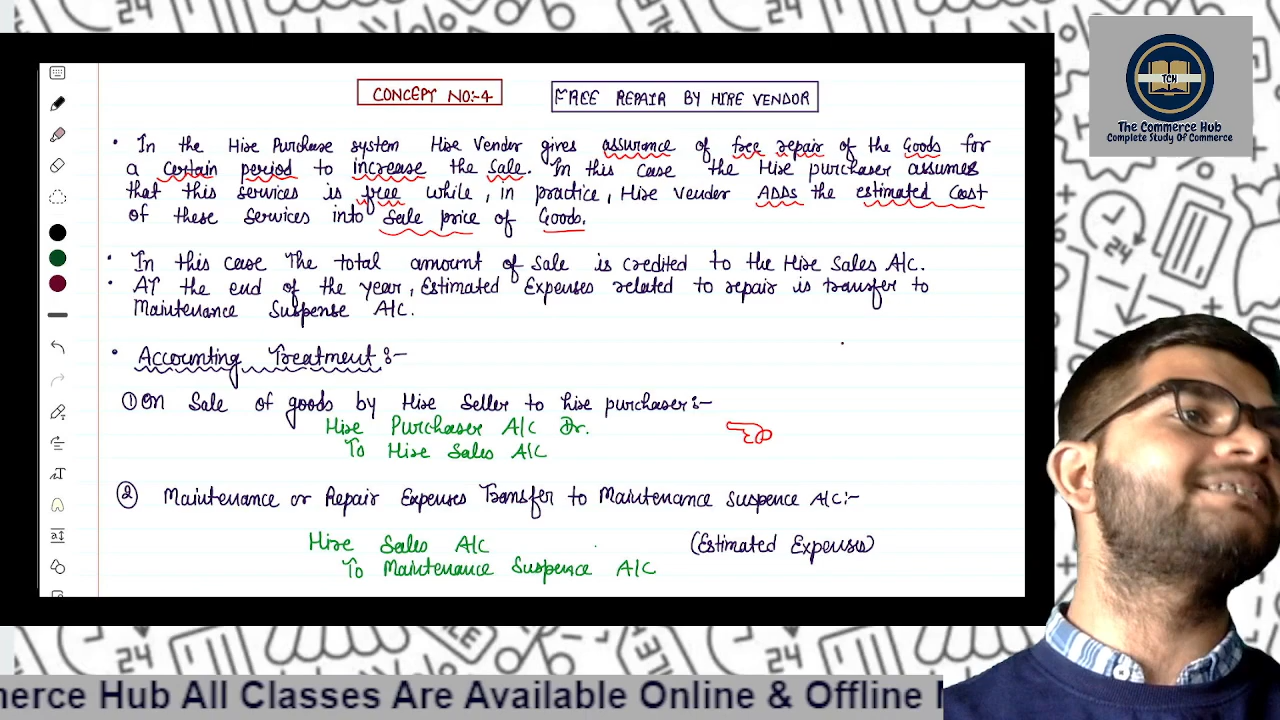 CONCEPT NO:-4
FREE REPAIR BY HIRE VENDOR
TCH
The Commerce Hub
Complete Study Of Commerce
• In the Hire Purchase system Hire Vendor gives assurance of free repair of the Goods for
a certain period to increase the Sale. In this case the Hire purchaser assumes
that this services is free while, in practice, Hire Vender ADDs the estimated cost
of these services into sale price of Goods.
• In this case The total amount of Sale is credited to the Hire Sales A/C.
• AT the end of the year, Estimated Expenses related to repair is transfer to
Maintenance Suspense A/C.
• Accounting Treatment:-
① On Sale of goods by Hire Seller to hire purchaser:-
Hire Purchaser A/C Dr.
To Hire Sales A/C
② Maintenance or Repair Expenses Transfer to Maintenance Suspence A/C:-
Hire Sales A/C (Estimated Expenses)
To Maintenance Suspence A/C
merce Hub All Classes Are Available Online & Offline